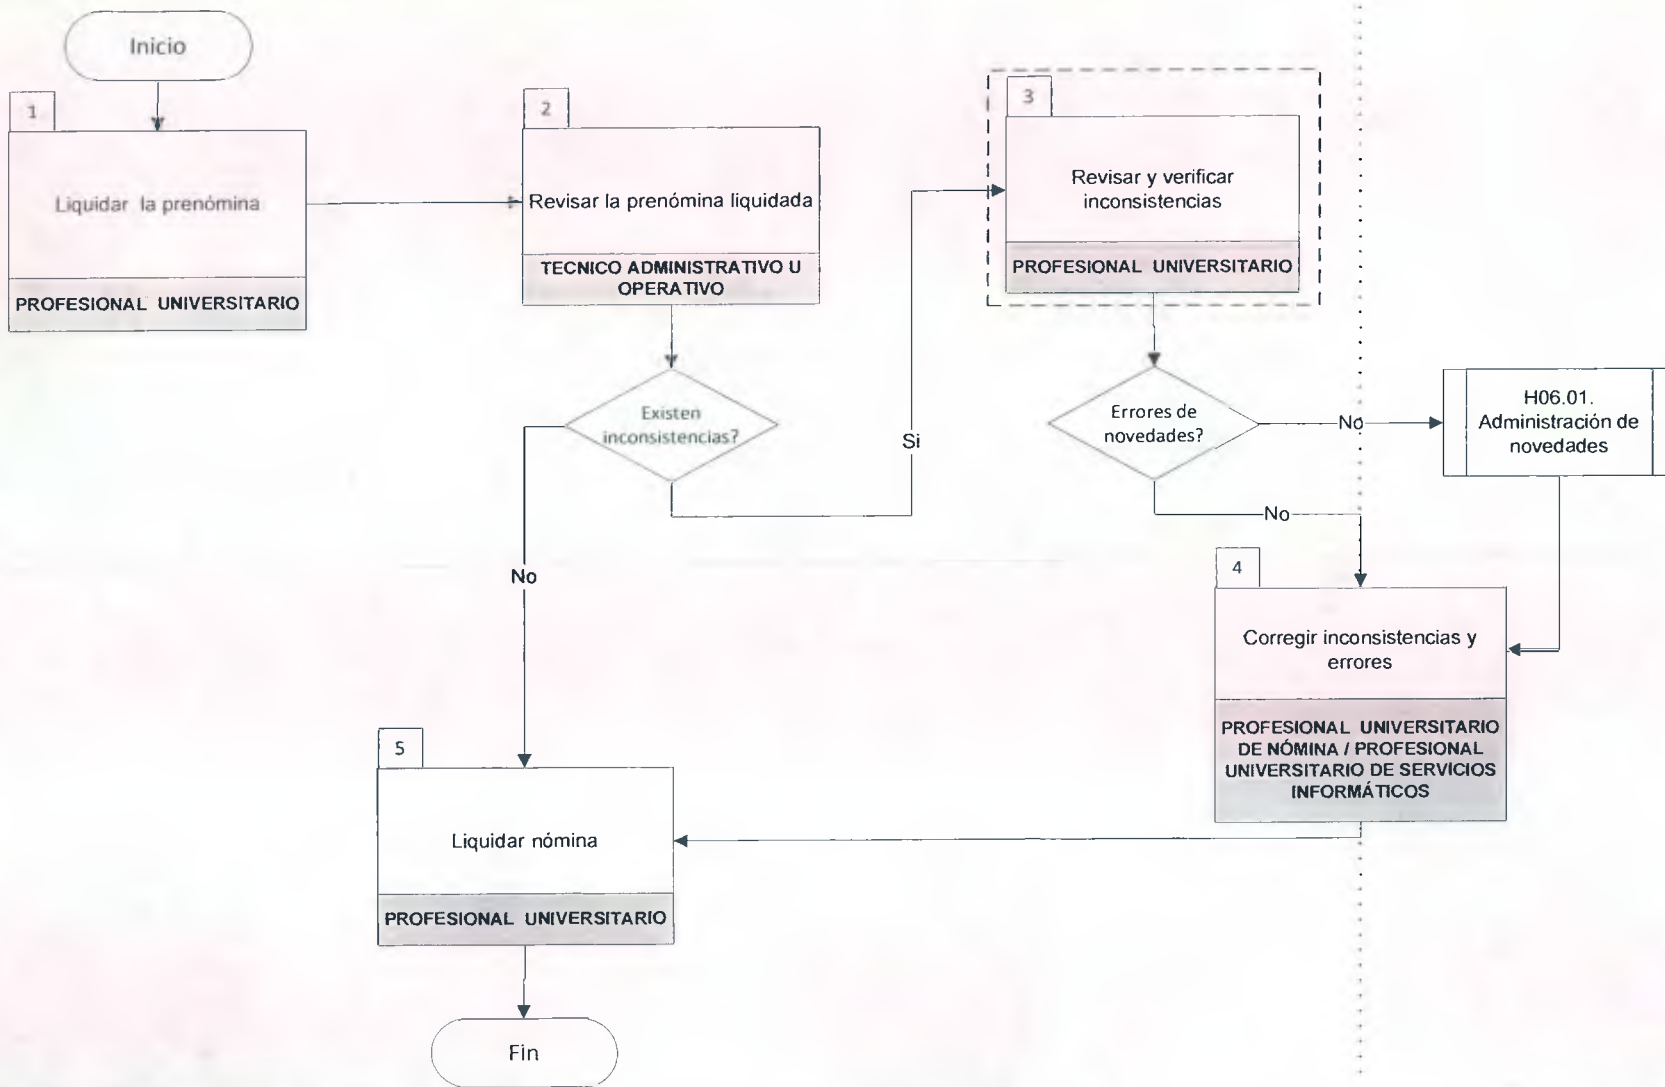 Inicio
1
Liquidar la prenómina
PROFESIONAL UNIVERSITARIO
2
Revisar la prenómina liquidada
TECNICO ADMINISTRATIVO U
OPERATIVO
Existen
inconsistencias?
Si
No
3
Revisar y verificar
inconsistencias
PROFESIONAL UNIVERSITARIO
Errores de
novedades?
No
No
H06.01.
Administración de
novedades
4
Corregir inconsistencias y
errores
PROFESIONAL UNIVERSITARIO
DE NÓMINA / PROFESIONAL
UNIVERSITARIO DE SERVICIOS
INFORMÁTICOS
5
Liquidar nómina
PROFESIONAL UNIVERSITARIO
Fin